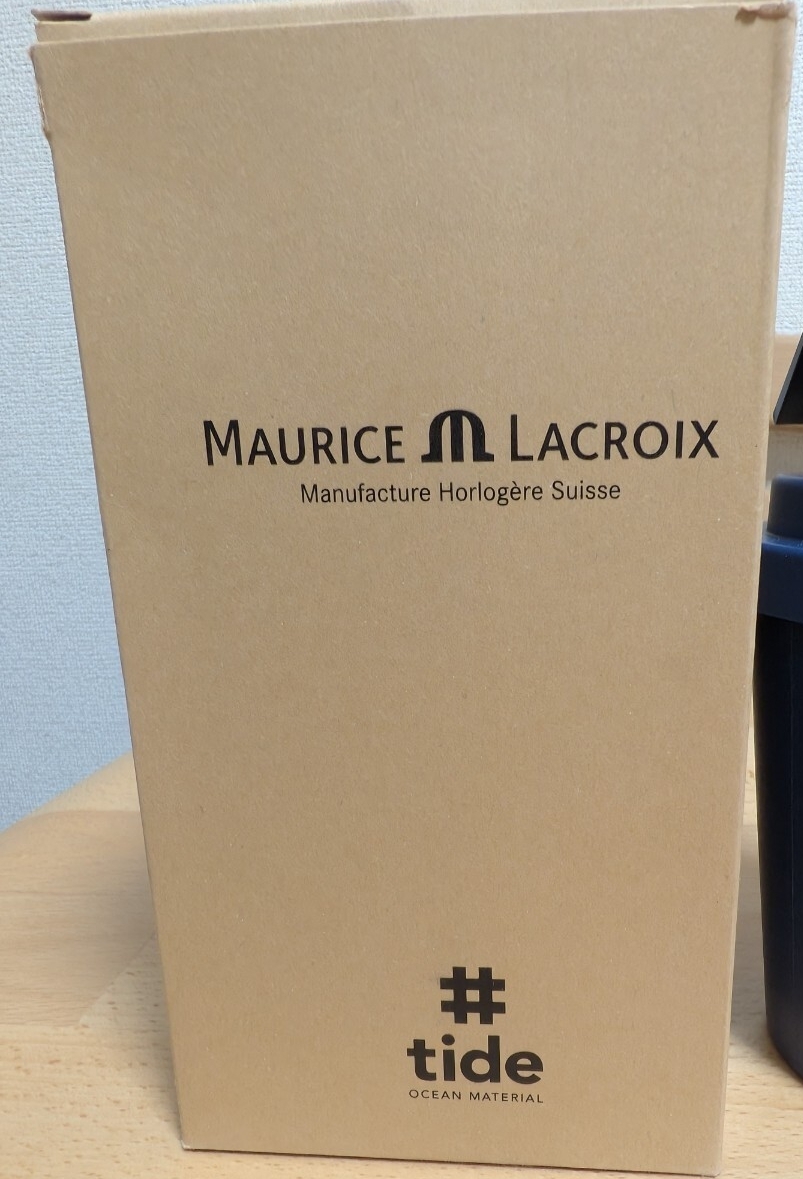 MAURICE LACROIX
Manufacture Horlogère Suisse
#
tide
OCEAN MATERIAL